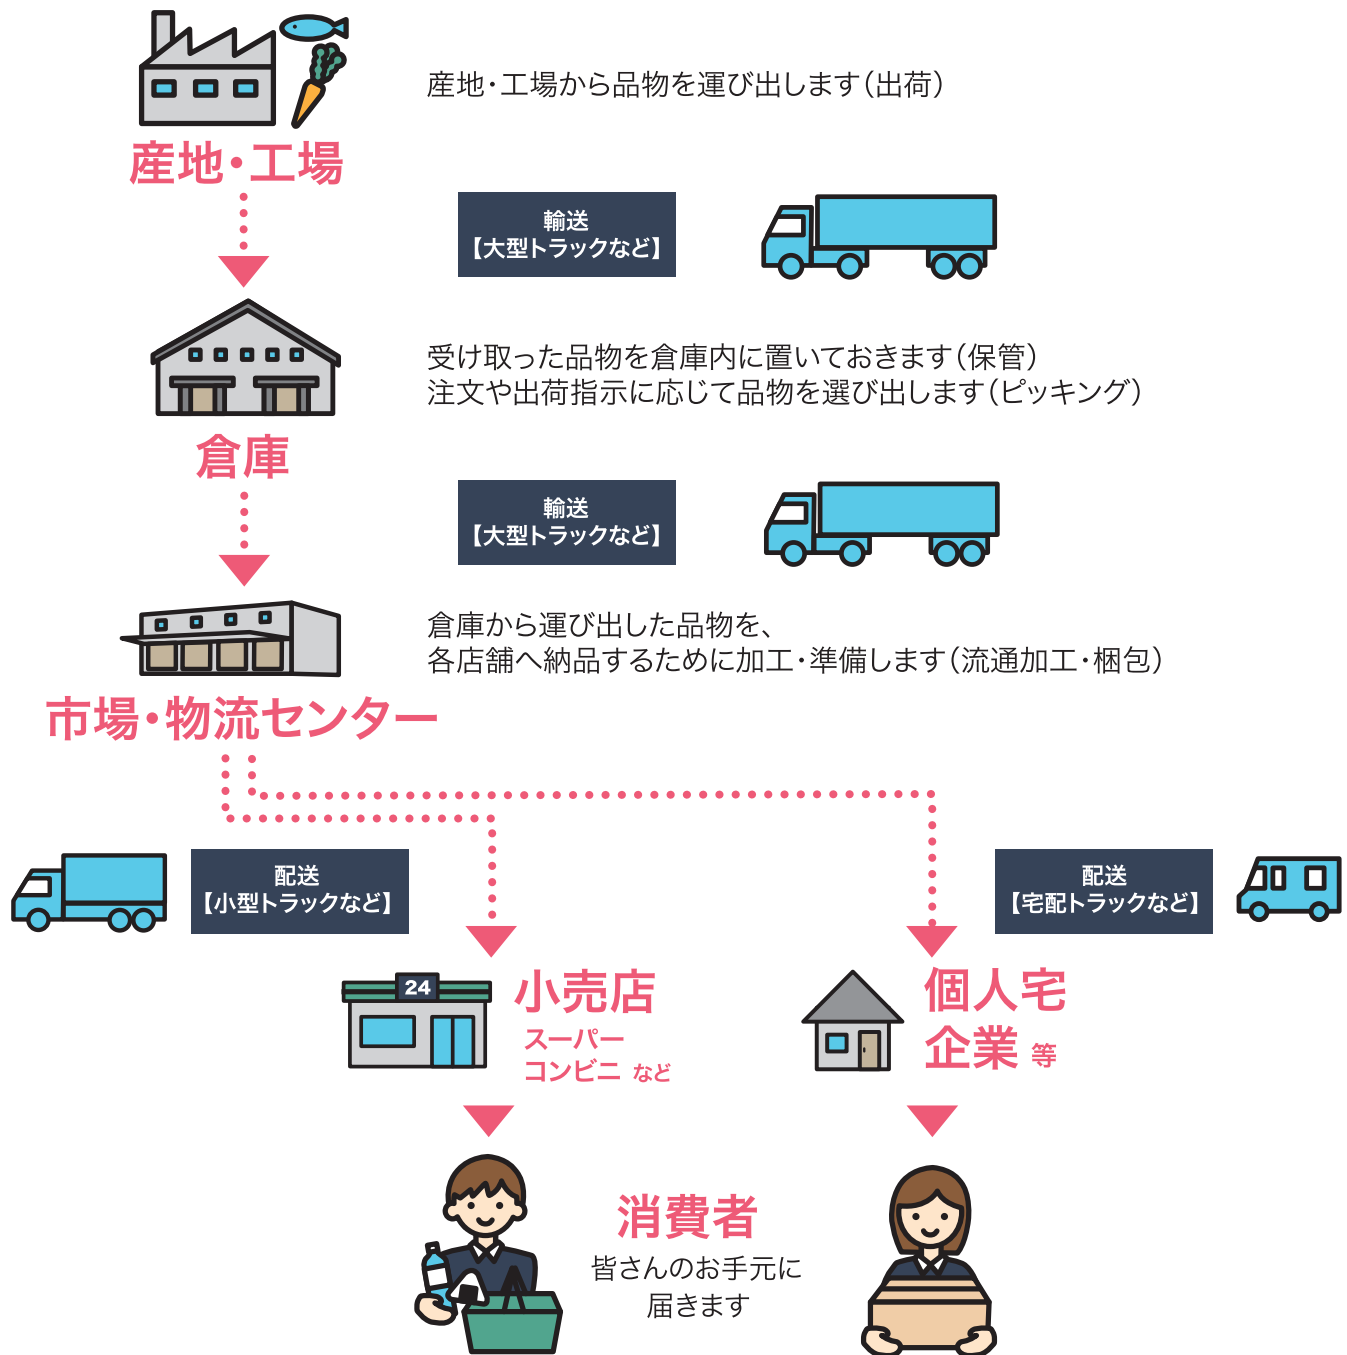 産地・工場から品物を運び出します（出荷）
産地・工場
輸送
【大型トラックなど】
受け取った品物を倉庫内に置いておきます（保管）
注文や出荷指示に応じて品物を選び出します（ピッキング）
倉庫
輸送
【大型トラックなど】
倉庫から運び出した品物を、
各店舗へ納品するために加工・準備します（流通加工・梱包）
市場・物流センター
配送
【小型トラックなど】
配送
【宅配トラックなど】
24
小売店
スーパー
コンビニ など
個人宅
企業 等
消費者
皆さんのお手元に
届きます